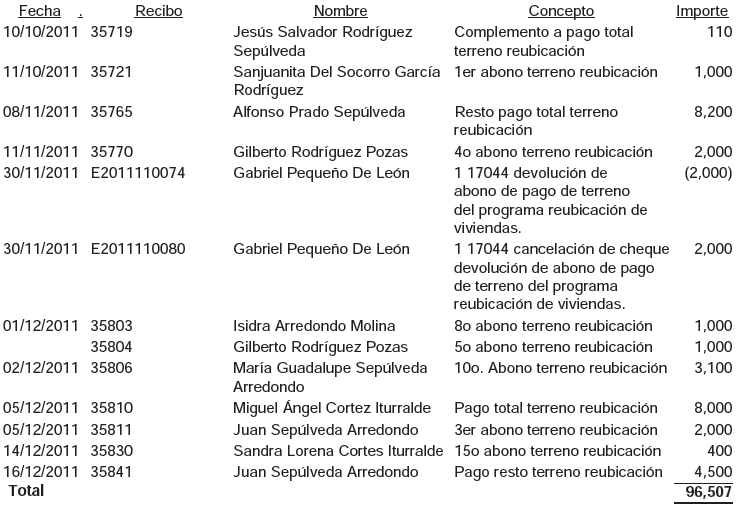 Fecha . Recibo Nombre Concepto Importe
10/10/2011 35719 Jesús Salvador Rodríguez Complemento a pago total 110
Sepúlveda terreno reubicación
11/10/2011 35721 Sanjuanita Del Socorro García 1er abono terreno reubicación 1,000
Rodríguez
08/11/2011 35765 Alfonso Prado Sepúlveda Resto pago total terreno 8,200
reubicación
11/11/2011 35770 Gilberto Rodríguez Pozas 4o abono terreno reubicación 2,000
30/11/2011 E2011110074 Gabriel Pequeño De León 1 17044 devolución de (2,000)
abono de pago de terreno
del programa reubicación de
viviendas.
30/11/2011 E2011110080 Gabriel Pequeño De León 1 17044 cancelación de cheque 2,000
devolución de abono de pago
de terreno del programa
reubicación de viviendas.
01/12/2011 35803 Isidra Arredondo Molina 8o abono terreno reubicación 1,000
35804 Gilberto Rodríguez Pozas 5o abono terreno reubicación 1,000
02/12/2011 35806 María Guadalupe Sepúlveda 10o. Abono terreno reubicación 3,100
Arredondo
05/12/2011 35810 Miguel Ángel Cortez Iturralde Pago total terreno reubicación 8,000
05/12/2011 35811 Juan Sepúlveda Arredondo 3er abono terreno reubicación 2,000
14/12/2011 35830 Sandra Lorena Cortes Iturralde 15o abono terreno reubicación 400
16/12/2011 35841 Juan Sepúlveda Arredondo Pago resto terreno reubicación 4,500
Total 96,507